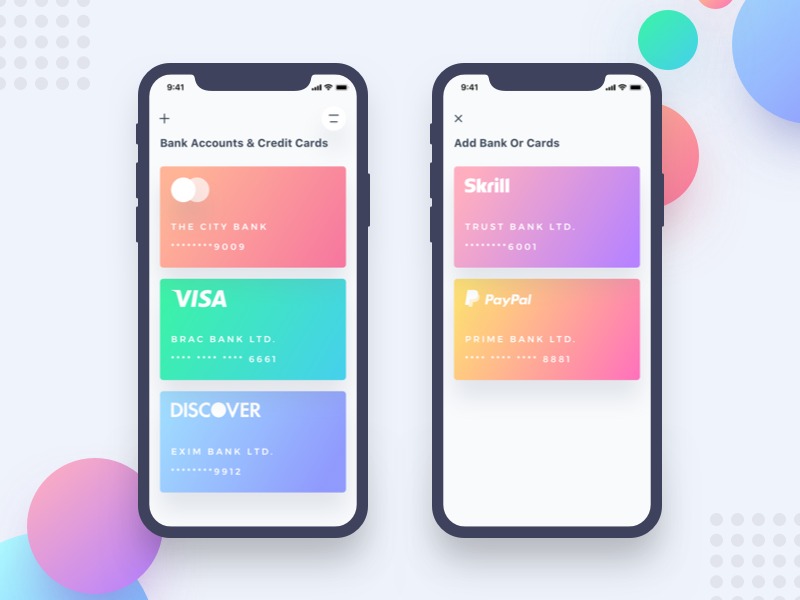 9:41
Bank Accounts & Credit Cards
THE CITY BANK
********9009
VISA
BRAC BANK LTD.
**** **** **** 6661
DISCOVER
EXIM BANK LTD.
********9912
9:41
Add Bank Or Cards
Skrill
TRUST BANK LTD.
********6001
PayPal
PRIME BANK LTD.
**** **** **** 8881